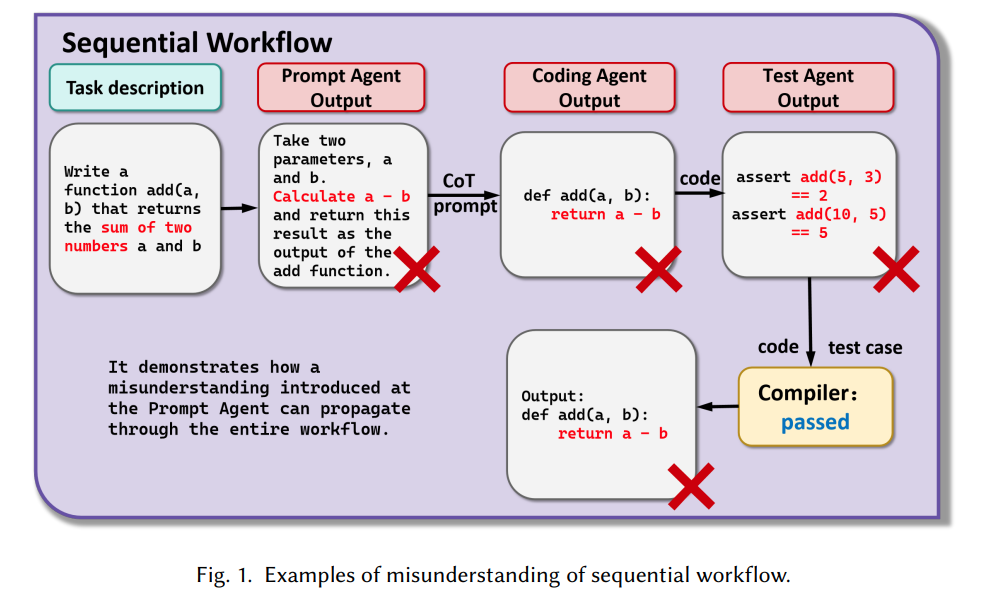 Sequential Workflow
Task description
Prompt Agent
Output
Coding Agent
Output
Test Agent
Output
Write a
function add(a,
b) that returns
the sum of two
numbers a and b
Take two
parameters, a
and b.
Calculate a - b
and return this
result as the
output of the
add function.
CoT
prompt
def add(a, b):
return a - b
code
assert add(5, 3)
== 2
assert add(10, 5)
== 5
code test case
Compiler:
passed
Output:
def add(a, b):
return a - b
It demonstrates how a
misunderstanding introduced at
the Prompt Agent can propagate
through the entire workflow.
Fig. 1. Examples of misunderstanding of sequential workflow.